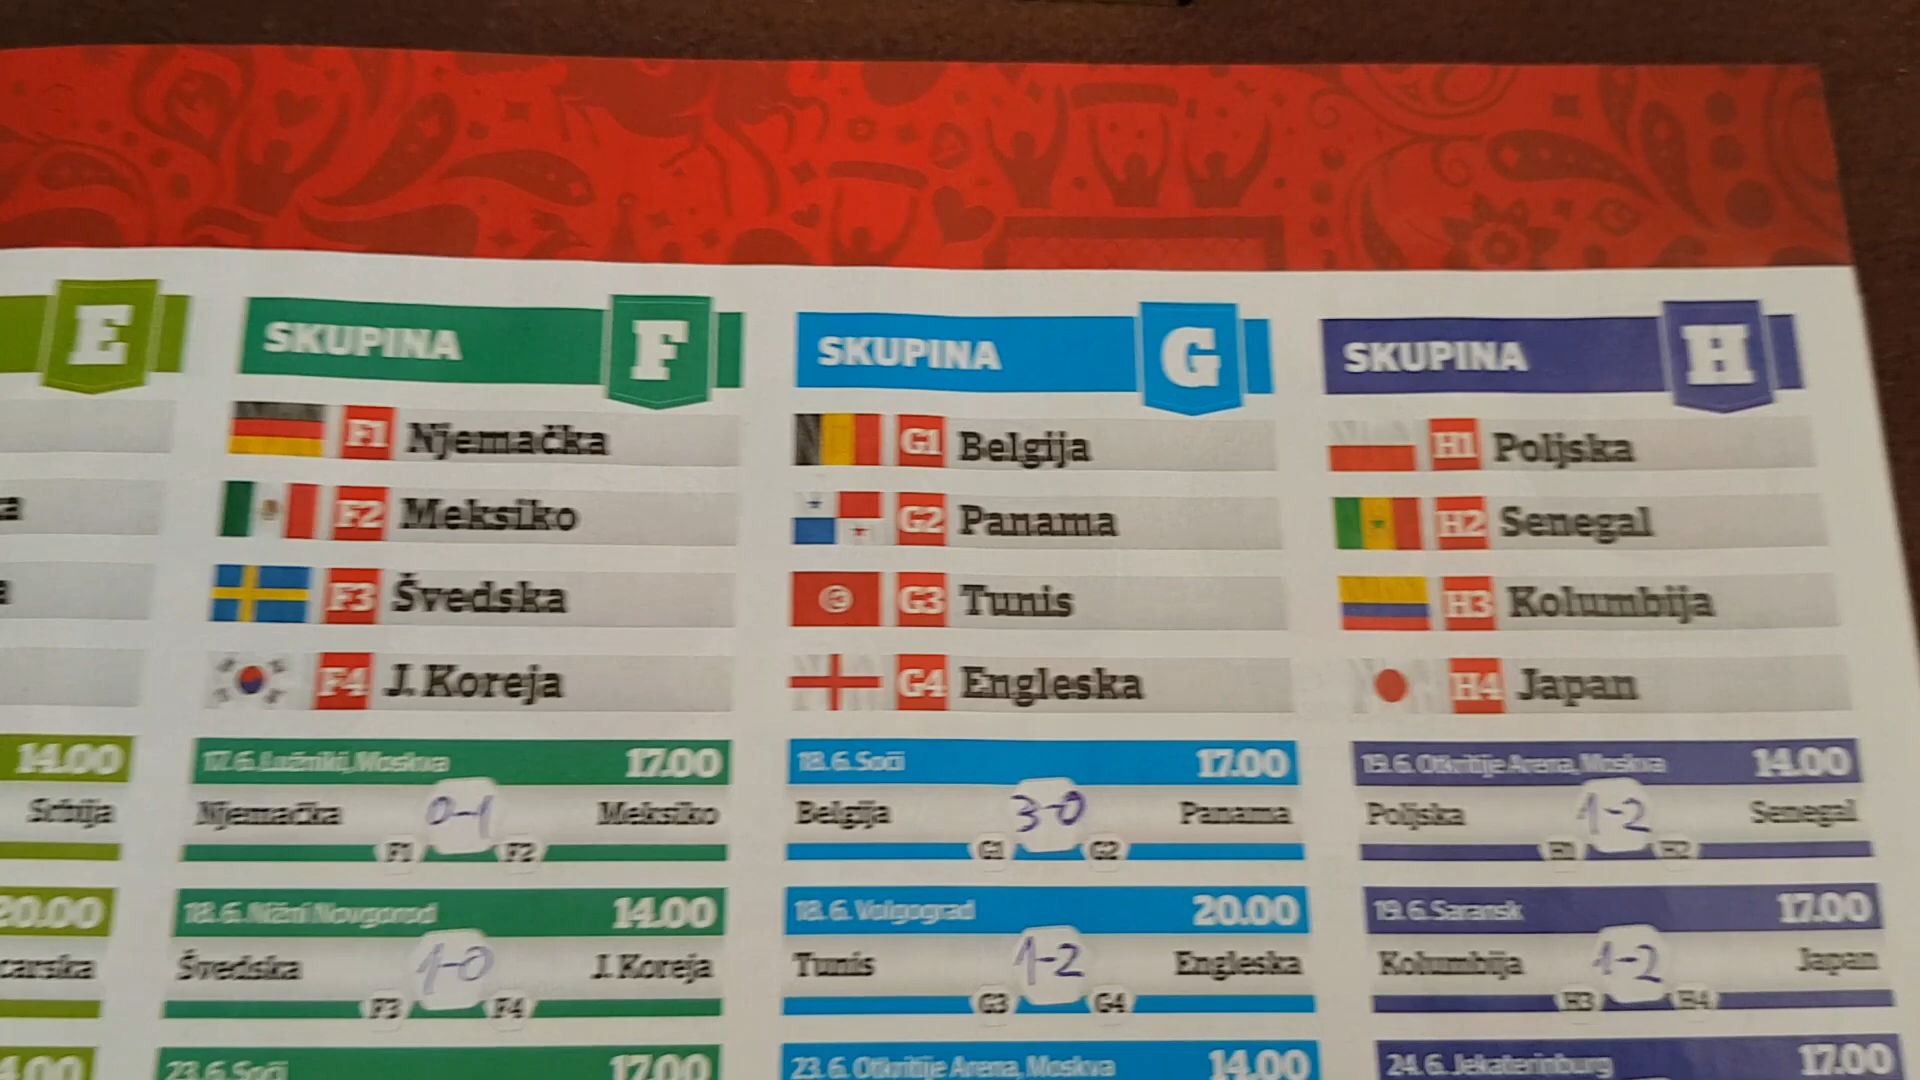 E
a
a
14.00
Srbija
20.00
carska
4.00
SKUPINA F
F1 Njemačka
F2 Meksiko
F3 Švedska
F4 J. Koreja
17. 6. Lužniki, Moskva 17.00
Njemačka 0-1 Meksiko
F1 F2
18. 6. Nižni Novgorod 14.00
Švedska 1-0 J. Koreja
F3 F4
23. 6. Soči 17.00
SKUPINA G
G1 Belgija
G2 Panama
G3 Tunis
G4 Engleska
18. 6. Soči 17.00
Belgija 3-0 Panama
G1 G2
18. 6. Volgograd 20.00
Tunis 1-2 Engleska
G3 G4
23. 6. Otkritije Arena, Moskva 14.00
SKUPINA H
H1 Poljska
H2 Senegal
H3 Kolumbija
H4 Japan
19. 6. Otkritije Arena, Moskva 14.00
Poljska 1-2 Senegal
H1 H2
19. 6. Saransk 17.00
Kolumbija 1-2 Japan
H3 H4
24. 6. Jekaterinburg 17.00